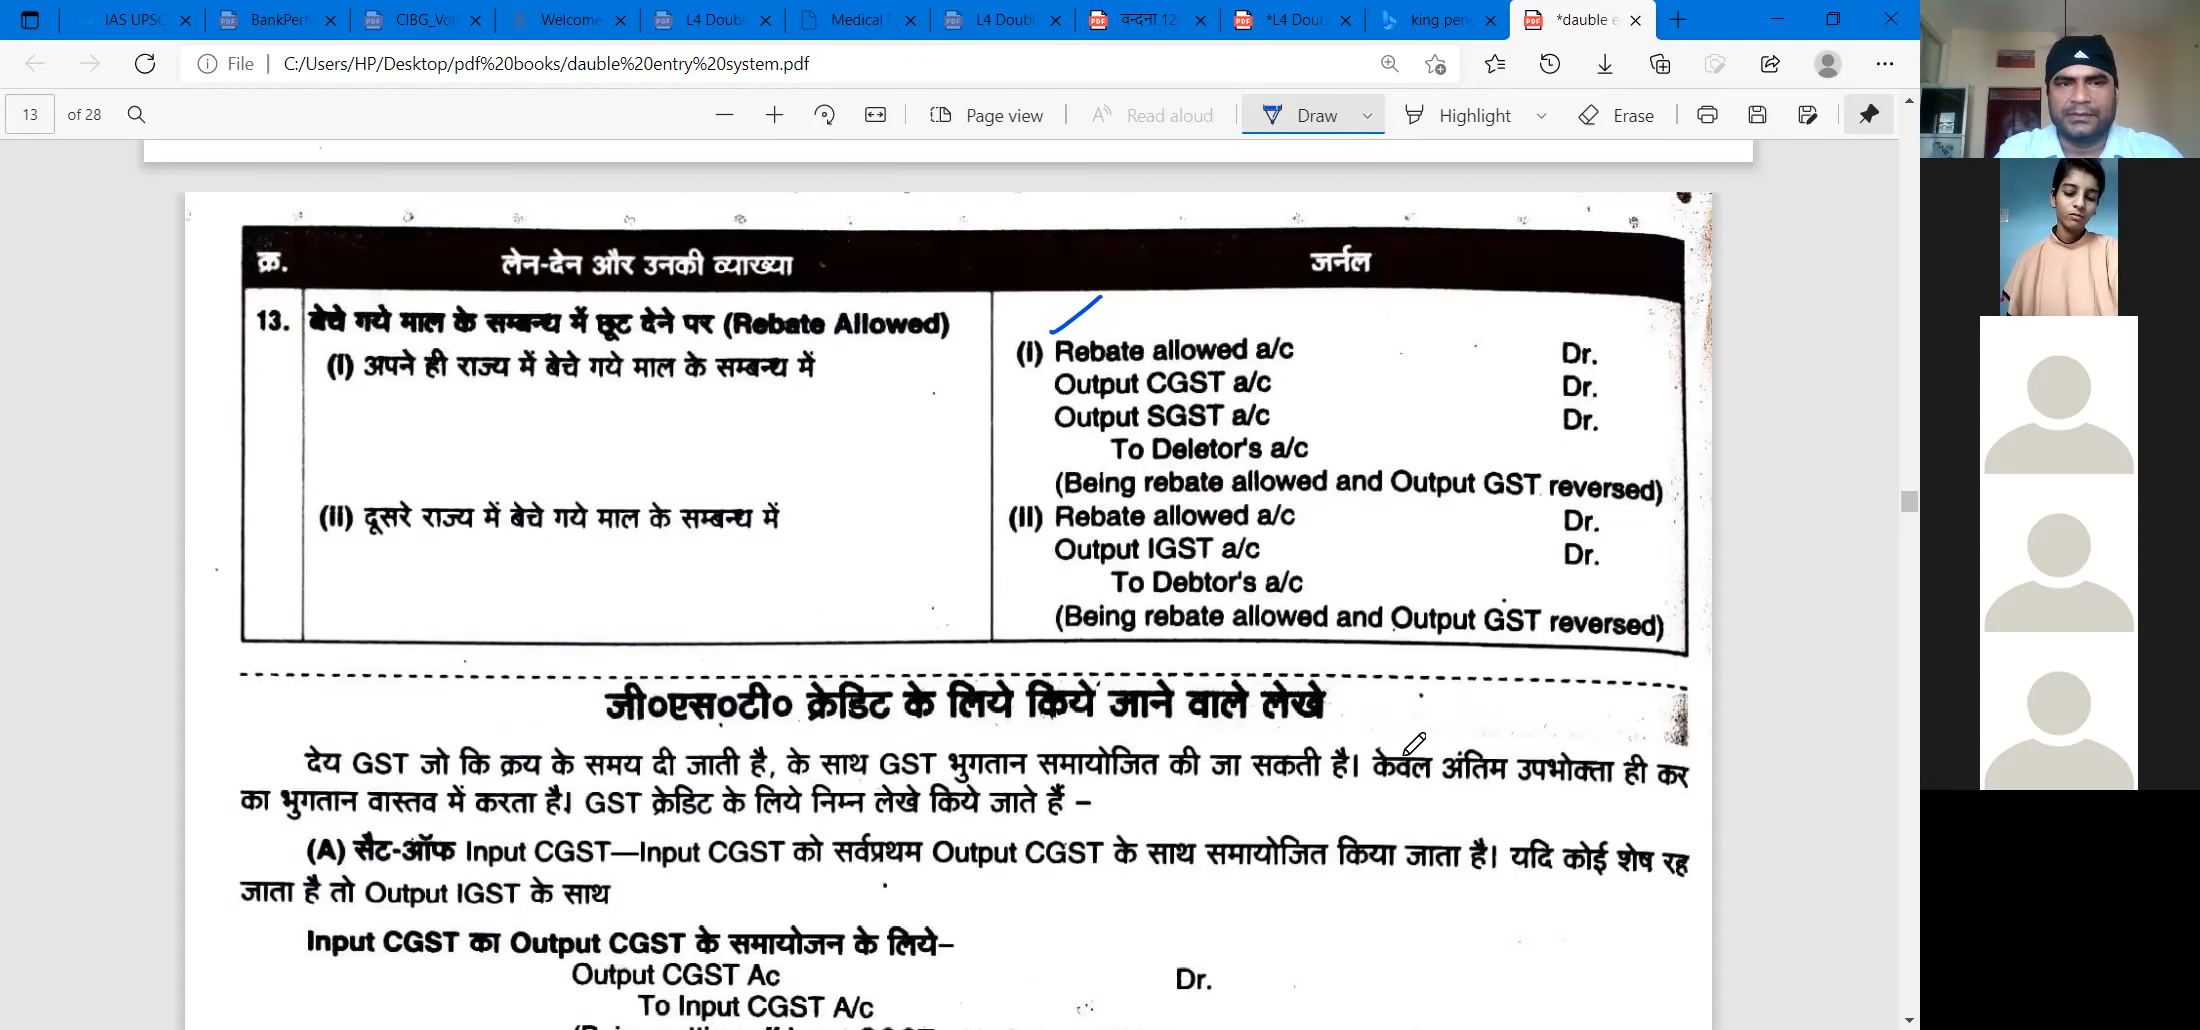 IAS UPSC
BankPerf
CIBG_Vol
Welcome
L4 Doubl
Medical
L4 Doubl
वन्दना 12
*L4 Dou
king pen
*dauble e
File
C:/Users/HP/Desktop/pdf%20books/dauble%20entry%20system.pdf
13
of 28
Page view
Read aloud
Draw
Highlight
Erase
क्र.
लेन-देन और उनकी व्याख्या
जर्नल
13.
बेचे गये माल के सम्बन्ध में छूट देने पर (Rebate Allowed)
(i) अपने ही राज्य में बेचे गये माल के सम्बन्ध में
(i) Rebate allowed a/c Dr.
Output CGST a/c Dr.
Output SGST a/c Dr.
To Deletor's a/c
(Being rebate allowed and Output GST reversed)
(ii) दूसरे राज्य में बेचे गये माल के सम्बन्ध में
(ii) Rebate allowed a/c Dr.
Output IGST a/c Dr.
To Debtor's a/c
(Being rebate allowed and Output GST reversed)
जी०एस०टी० क्रेडिट के लिये किये जाने वाले लेखे
देय GST जो कि क्रय के समय दी जाती है, के साथ GST भुगतान समायोजित की जा सकती है। केवल अंतिम उपभोक्ता ही कर
का भुगतान वास्तव में करता है। GST क्रेडिट के लिये निम्न लेखे किये जाते हैं –
(A) सैट-ऑफ Input CGST—Input CGST को सर्वप्रथम Output CGST के साथ समायोजित किया जाता है। यदि कोई शेष रह
जाता है तो Output IGST के साथ
Input CGST का Output CGST के समायोजन के लिये–
Output CGST Ac Dr.
To Input CGST A/c